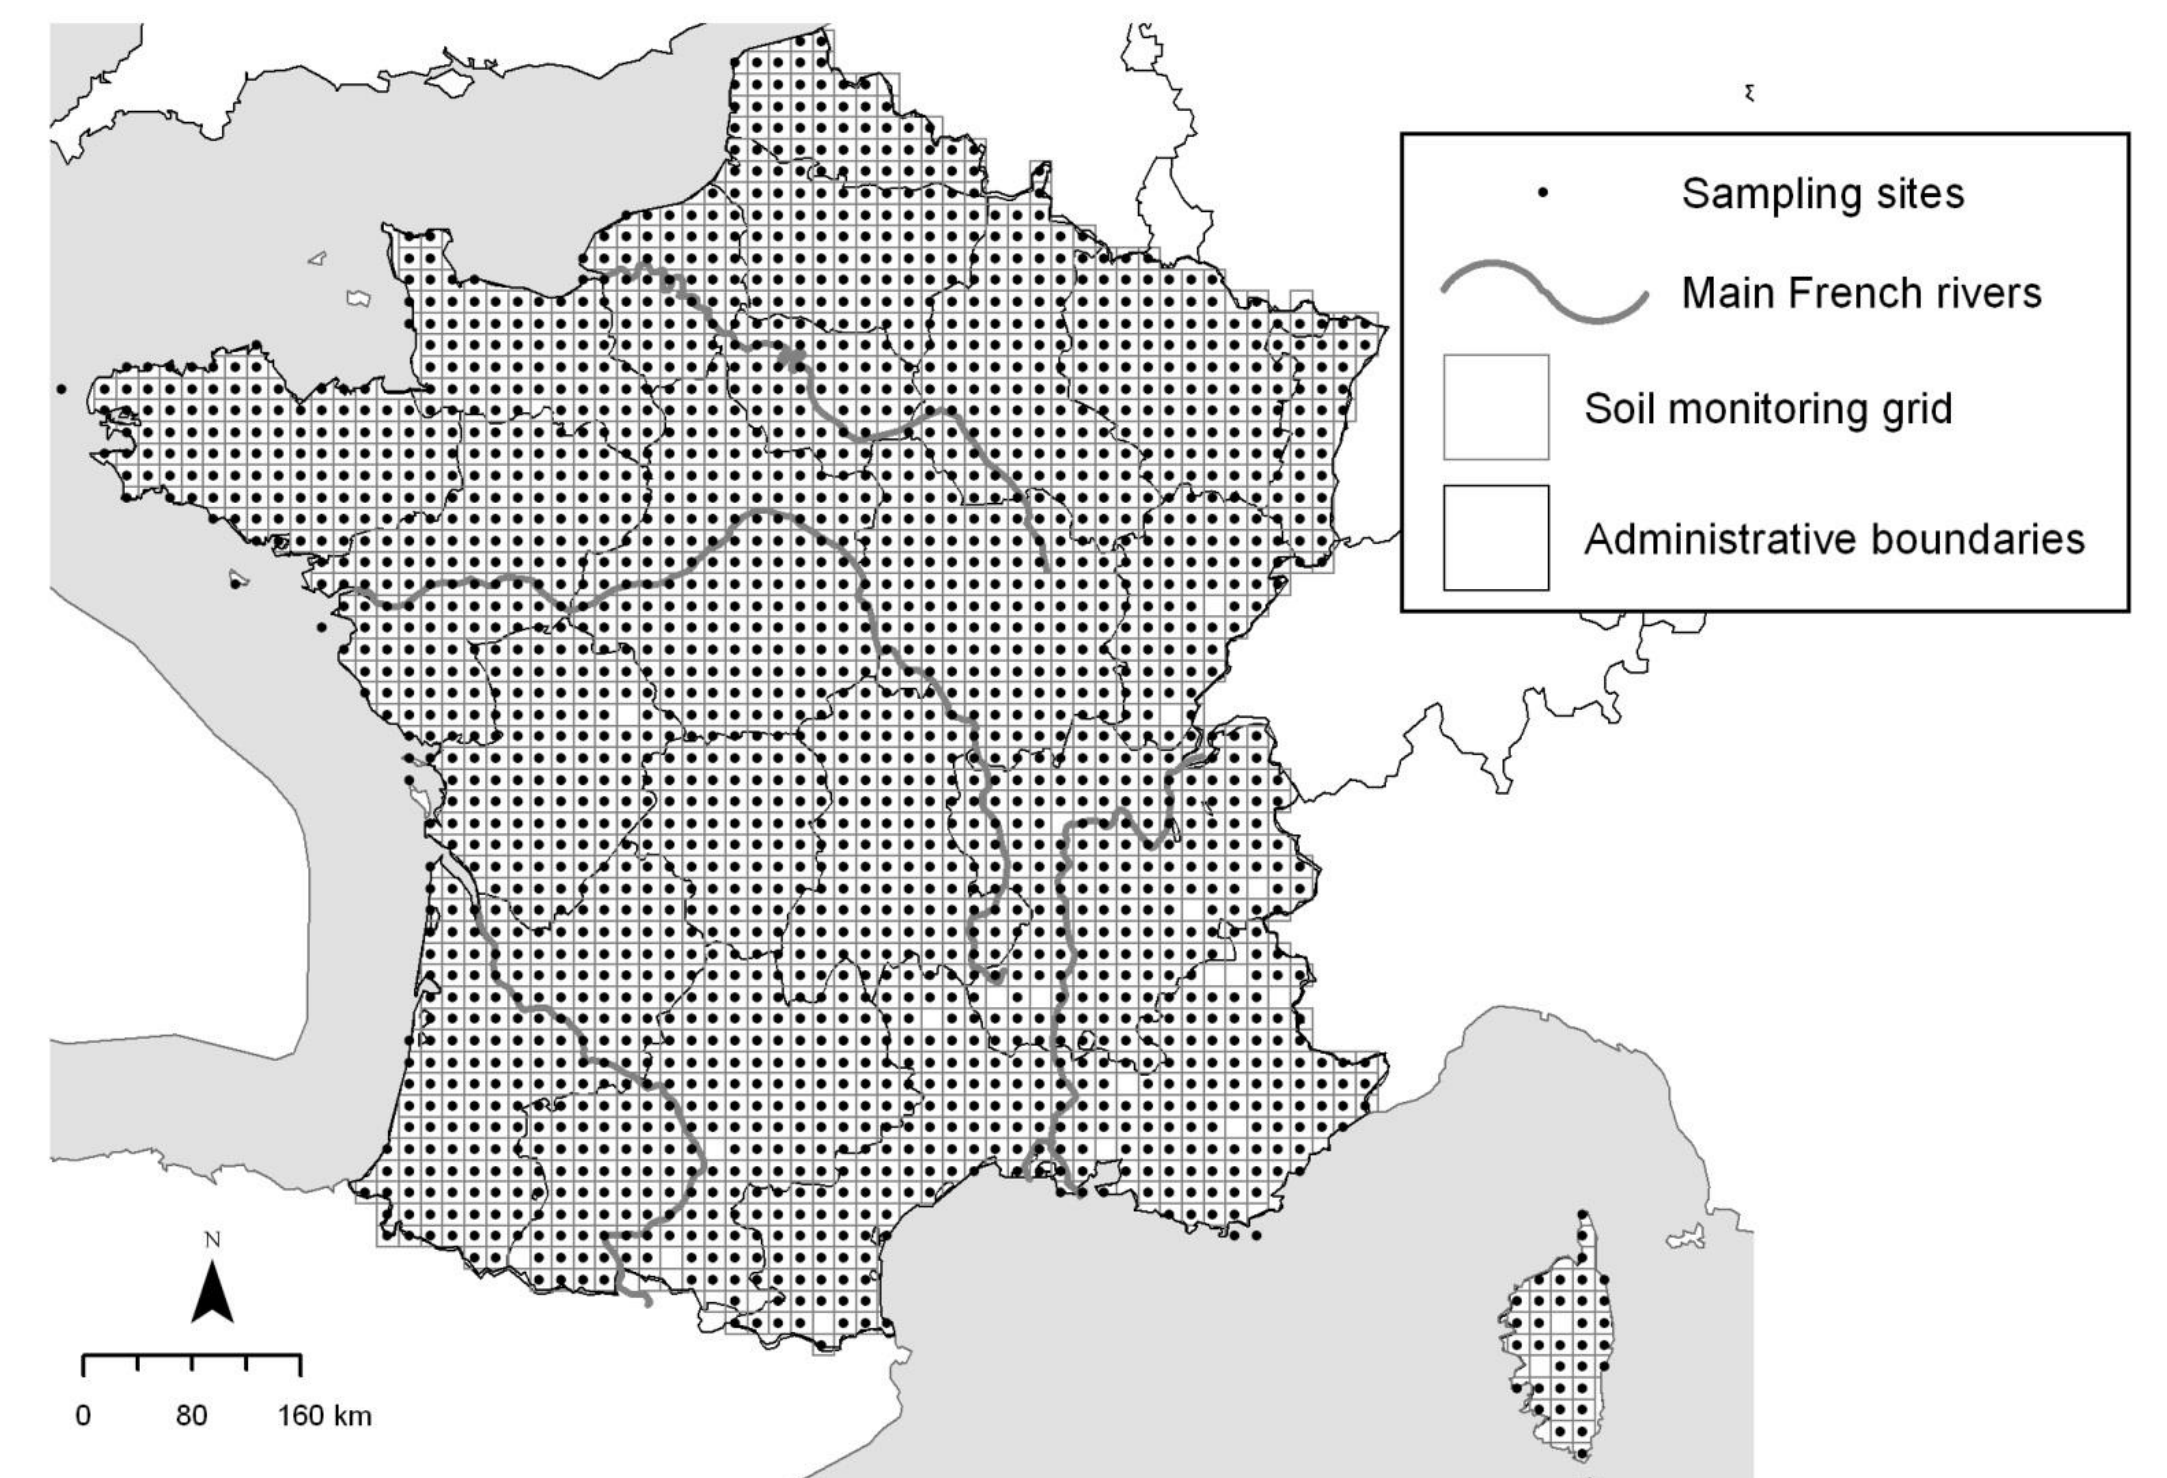 Sampling sites
Main French rivers
Soil monitoring grid
Administrative boundaries
N
0 80 160 km